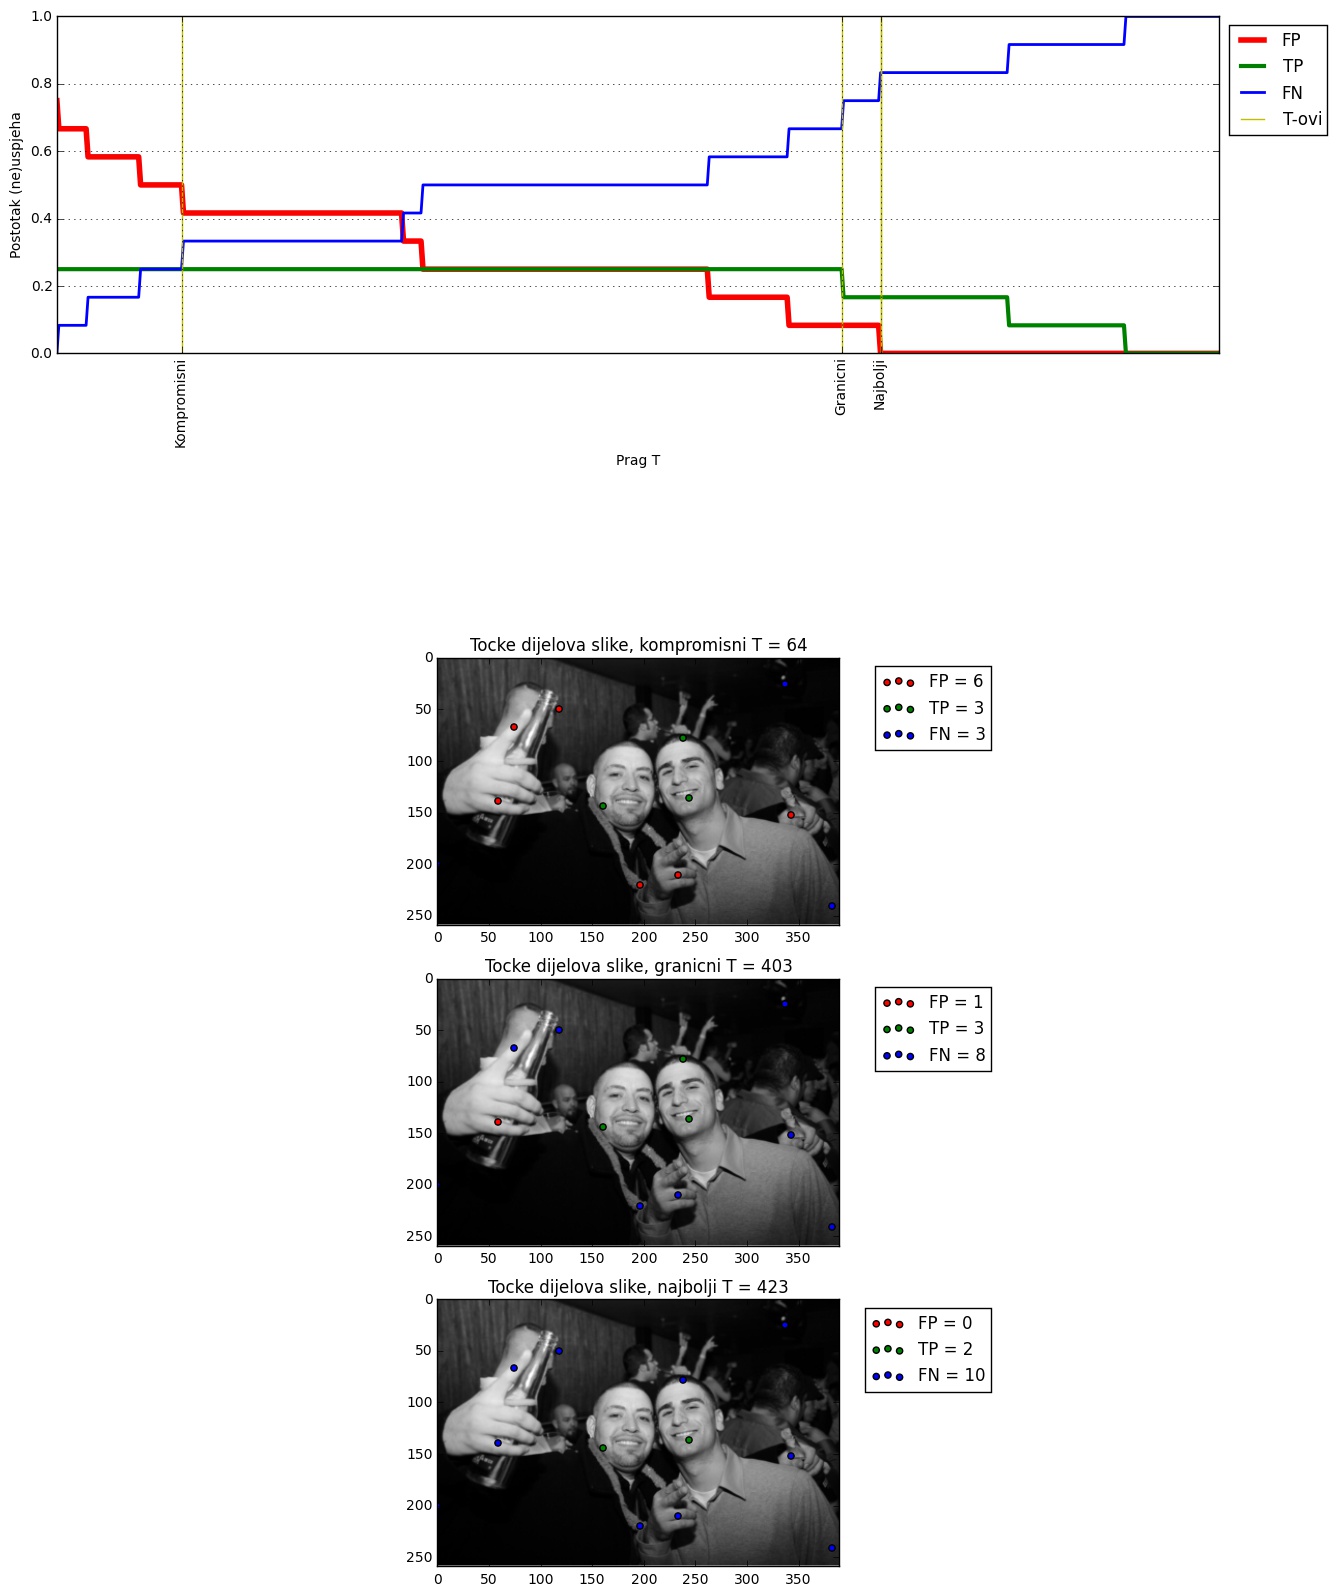 1.0
0.8
0.6
0.4
0.2
0.0
Postotak (ne)uspjeha
FP
TP
FN
T-ovi
Kompromisni
Granicni
Najbolji
Prag T
Tocke dijelova slike, kompromisni T = 64
0
50
100
150
200
250
0 50 100 150 200 250 300 350
FP = 6
TP = 3
FN = 3
Tocke dijelova slike, granicni T = 403
0
50
100
150
200
250
0 50 100 150 200 250 300 350
FP = 1
TP = 3
FN = 8
Tocke dijelova slike, najbolji T = 423
0
50
100
150
200
250
0 50 100 150 200 250 300 350
FP = 0
TP = 2
FN = 10